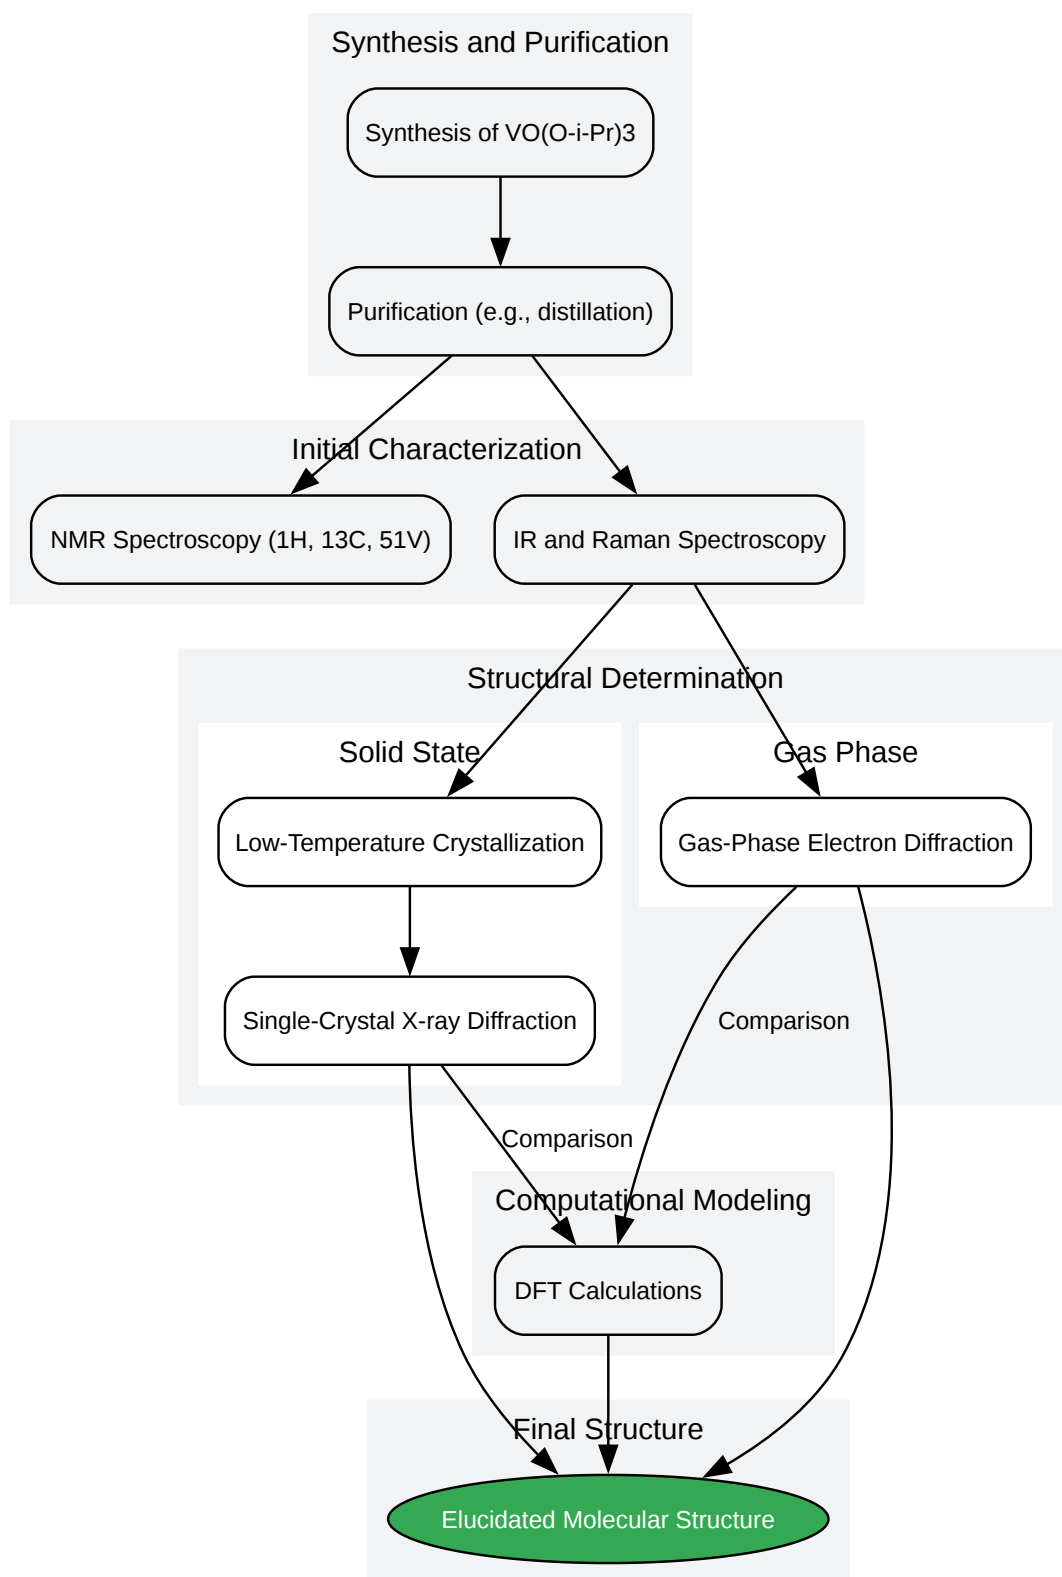 Synthesis and Purification
Synthesis of VO(O-i-Pr)3
Purification (e.g., distillation)
Initial Characterization
NMR Spectroscopy (1H, 13C, 51V)
IR and Raman Spectroscopy
Structural Determination
Solid State
Gas Phase
Low-Temperature Crystallization
Gas-Phase Electron Diffraction
Single-Crystal X-ray Diffraction
Comparison
Comparison
Computational Modeling
DFT Calculations
Final Structure
Elucidated Molecular Structure